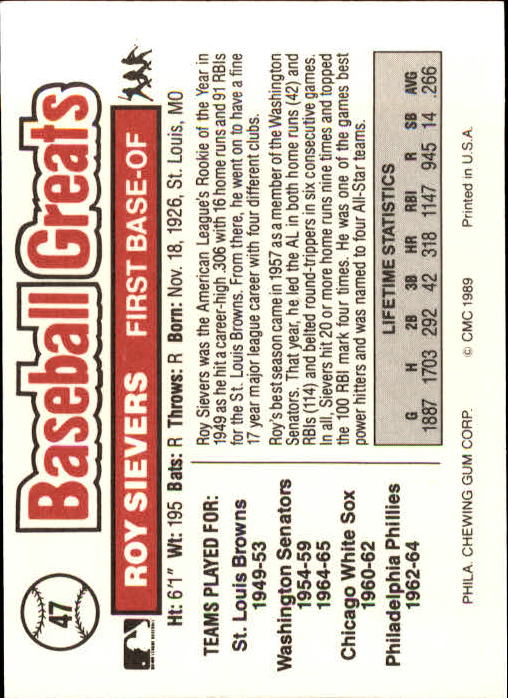 47
Baseball Greats
ROY SIEVERS FIRST BASE-OF
Ht: 6'1" Wt: 195 Bats: R Throws: R Born: Nov. 18, 1926, St. Louis, MO
TEAMS PLAYED FOR:
St. Louis Browns
1949-53
Washington Senators
1954-59
1964-65
Chicago White Sox
1960-62
Philadelphia Phillies
1962-64
Roy Sievers was the American League's Rookie of the Year in
1949 as he hit a career-high .306 with 16 home runs and 91 RBIs
for the St. Louis Browns. From there, he went on to have a fine
17 year major league career with four different clubs.
Roy's best season came in 1957 as a member of the Washington
Senators. That year, he led the AL in both home runs (42) and
RBIs (114) and belted round-trippers in six consecutive games.
In all, Sievers hit 20 or more home runs nine times and topped
the 100 RBI mark four times. He was one of the games best
power hitters and was named to four All-Star teams.
LIFETIME STATISTICS
G H 2B 3B HR RBI R SB AVG
1887 1703 292 42 318 1147 945 14 .266
PHILA. CHEWING GUM CORP. © CMC 1989 Printed in U.S.A.